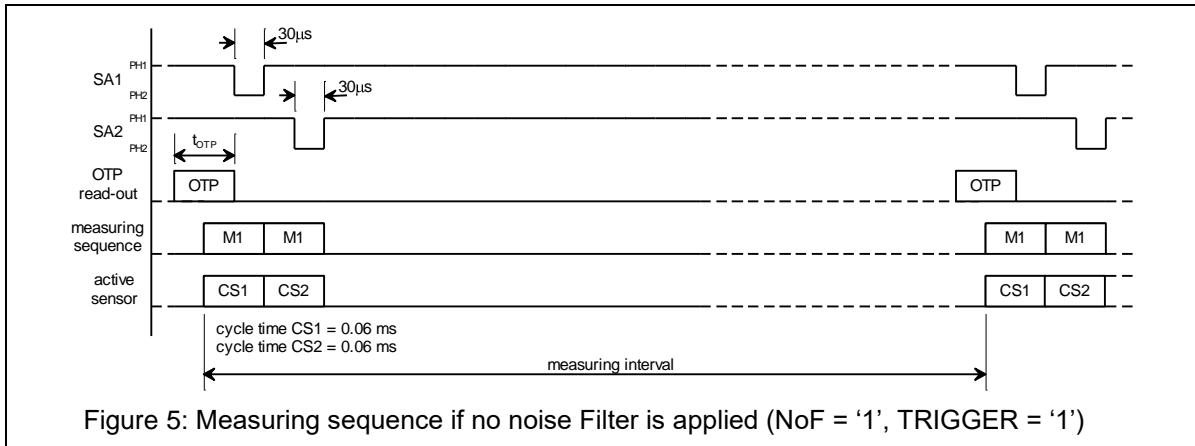 30μs
SA1
PH1
PH2
30μs
SA2
PH1
PH2
tOTP
OTP
read-out
OTP
OTP
measuring
sequence
M1 M1
M1 M1
active
sensor
CS1 CS2
CS1 CS2
cycle time CS1 = 0.06 ms
cycle time CS2 = 0.06 ms
measuring interval
Figure 5: Measuring sequence if no noise Filter is applied (NoF = ‘1’, TRIGGER = ‘1’)